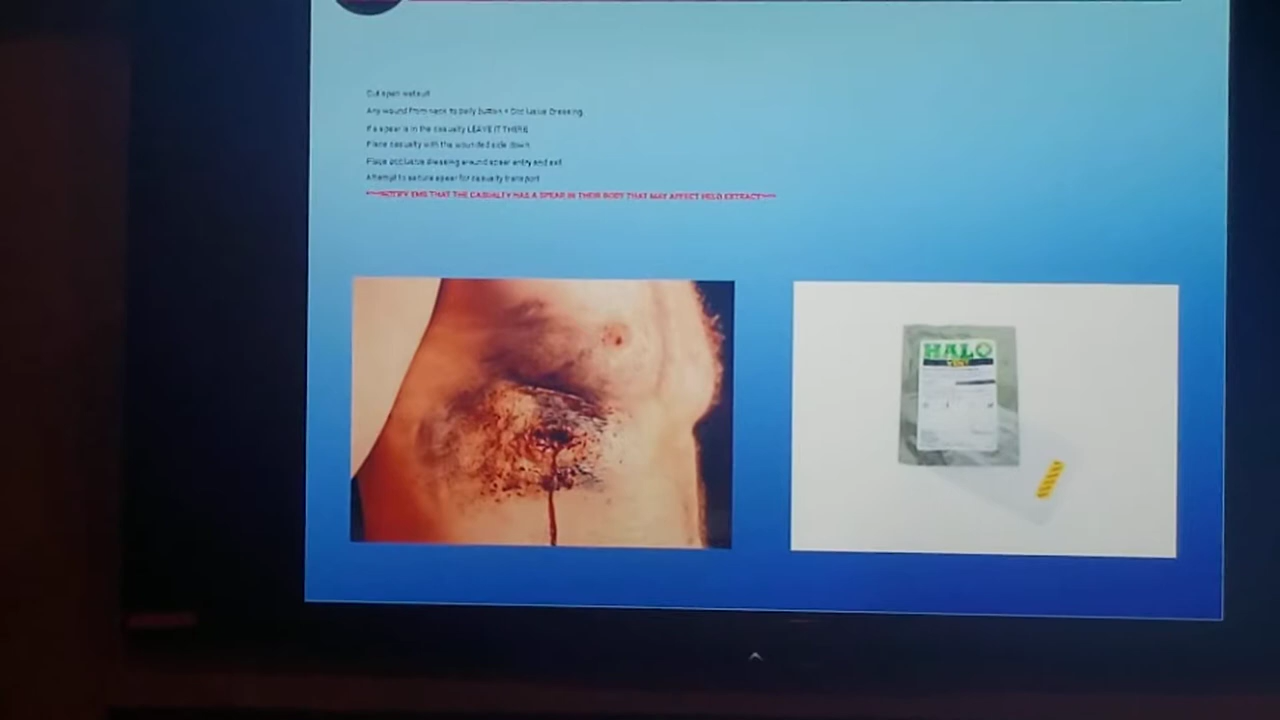 Cut open wetsuit
Any wound from neck to belly button = Occlusive Dressing
If a spear is in the casualty LEAVE IT THERE
Place casualty with the wounded side down
Place occlusive dressing around spear entry and exit
Attempt to secure spear for casualty transport
NOTIFY EMS THAT THE CASUALTY HAS A SPEAR IN THEIR BODY THAT MAY AFFECT HELO EXTRACT
HALO
VENT